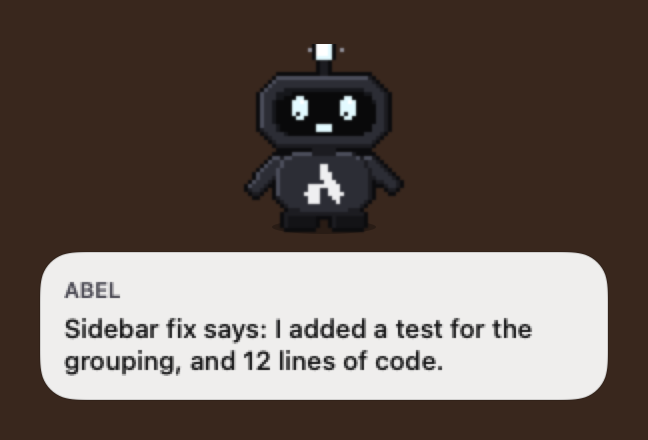 ABEL
Sidebar fix says: I added a test for the
grouping, and 12 lines of code.